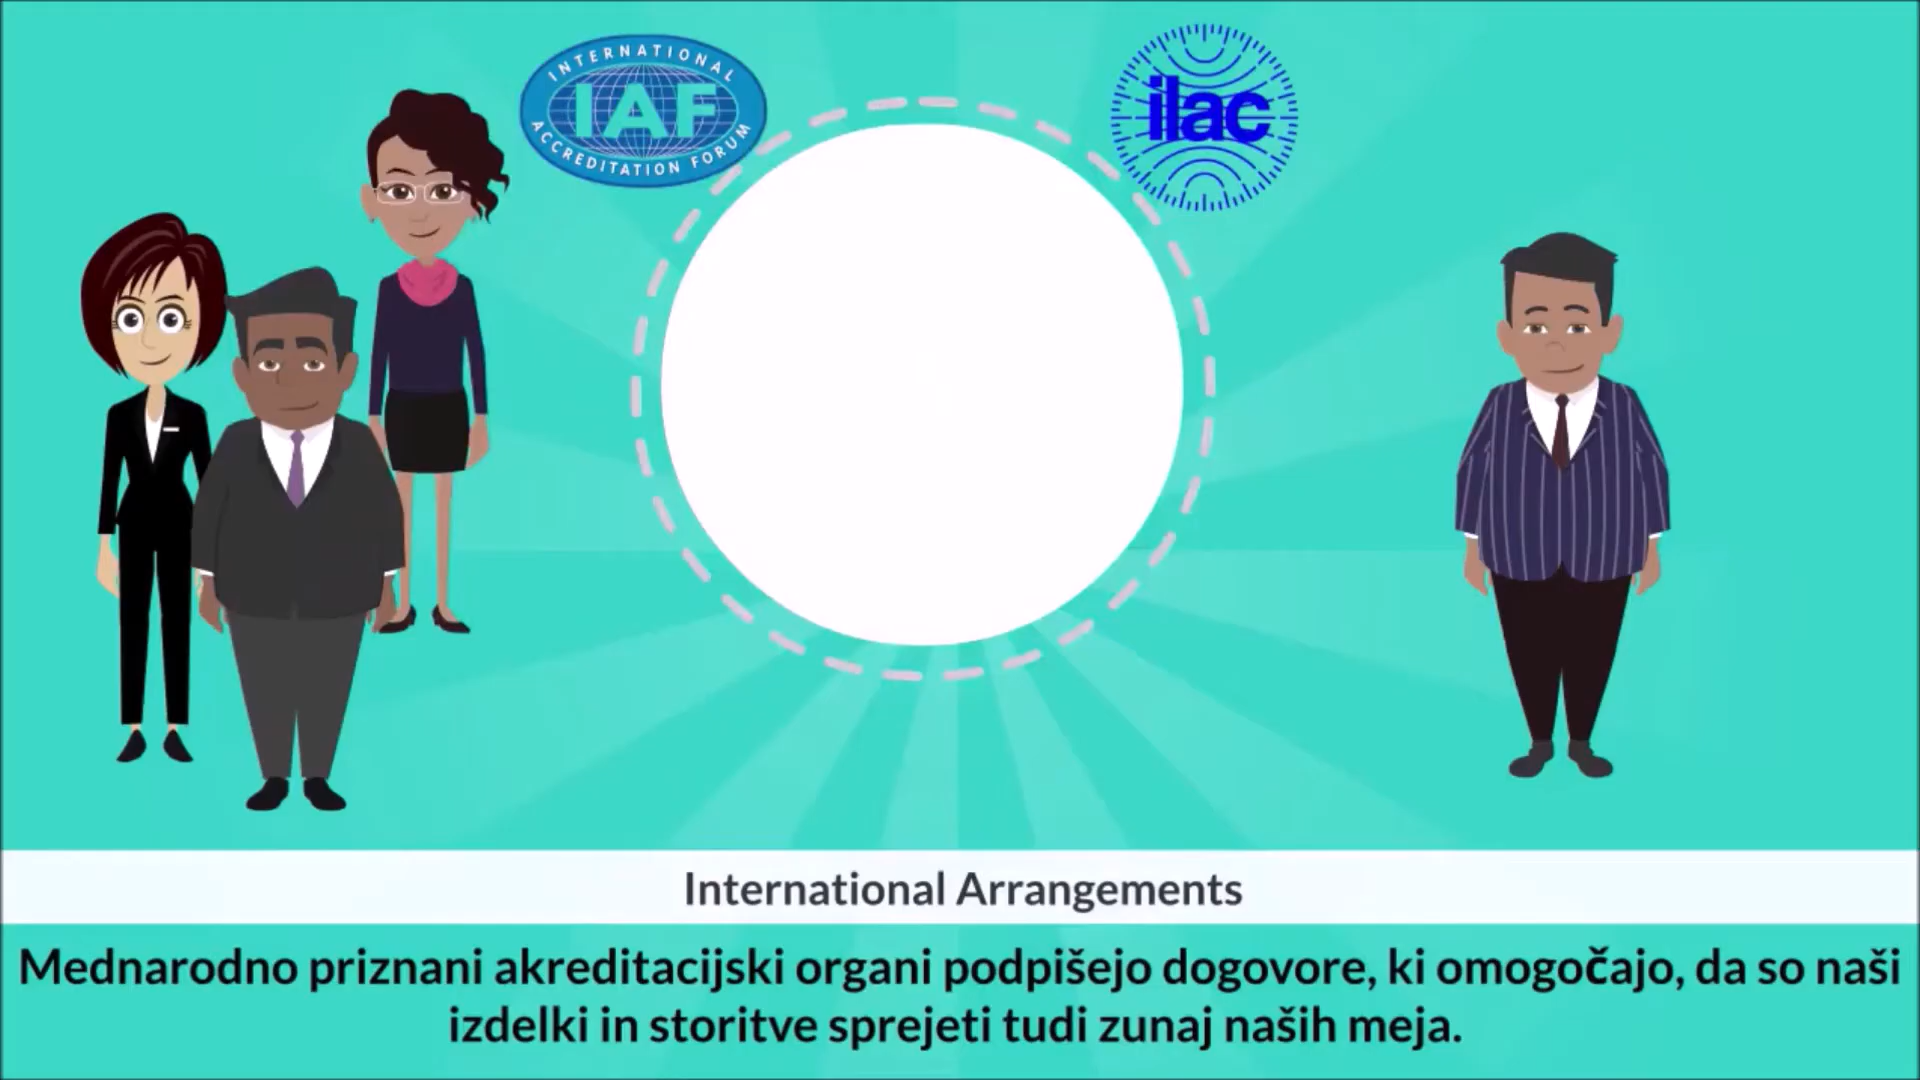 INTERNATIONAL
IAF
ACCREDITATION FORUM
ilac
International Arrangements
Mednarodno priznani akreditacijski organi podpišejo dogovore, ki omogočajo, da so naši
izdelki in storitve sprejeti tudi zunaj naših meja.